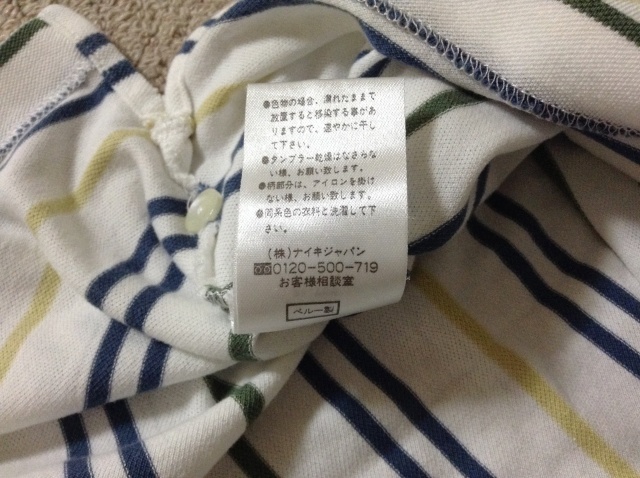 ●色物の場合、濡れたままで
放置すると移染する事があ
りますので、速やかに干し
て下さい。
●タンブラー乾燥はなさらな
い様、お願い致します。
●柄部分は、アイロンを掛け
ない様、お願い致します。
●同系色の衣料と洗濯して下
さい。
(株)ナイキジャパン
0120-500-719
お客様相談室
ペルー製